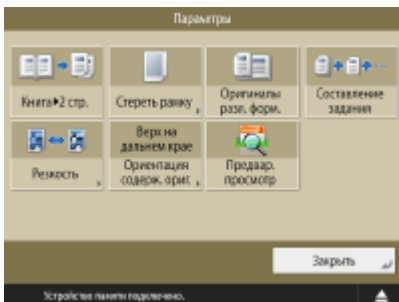 Параметры
Книга▶2 стр.
Стереть рамку
Оригиналы
разл. форм.
Составление
задания
Резкость
Верх на
дальнем крае
Ориентация
содерж. ориг.
Предвар.
просмотр
Закрыть
Устройство памяти подключено.